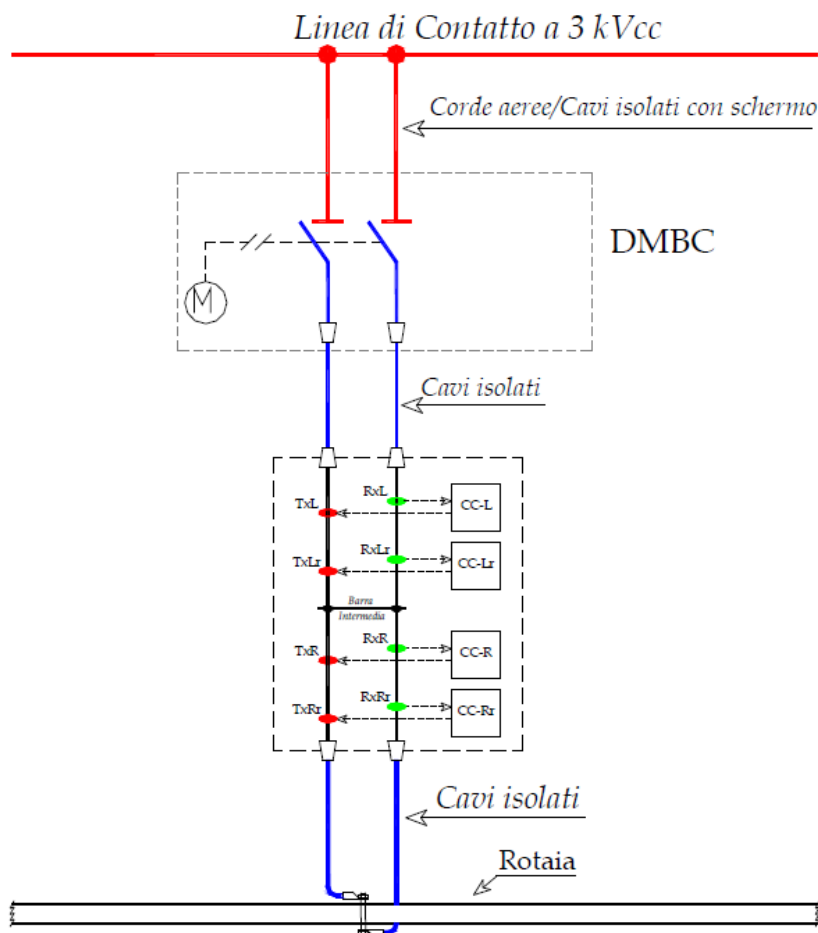 Linea di Contatto a 3 kVcc
Corde aeree/Cavi isolati con schermo
DMBC
M
Cavi isolati
TxL
RxL
CC-L
TxLr
RxLr
CC-Lr
Barra
Intermedia
TxR
RxR
CC-R
TxRr
RxRr
CC-Rr
Cavi isolati
Rotaia